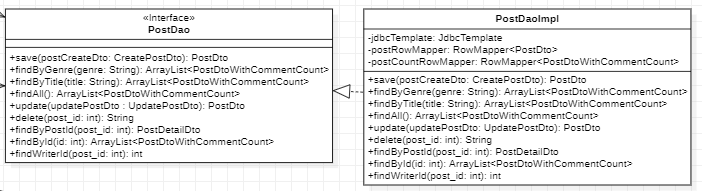 «Interface»
PostDao
+save(postCreateDto: CreatePostDto): PostDto
+findByGenre(genre: String): ArrayList<PostDtoWithCommentCount>
+findByTitle(title: String): ArrayList<PostDtoWithCommentCount>
+findAll(): ArrayList<PostDtoWithCommentCount>
+update(updatePostDto : UpdatePostDto): PostDto
+delete(post_id: int): String
+findByPostId(post_id: int): PostDetailDto
+findById(id: int): ArrayList<PostDtoWithCommentCount>
+findWriterId(post_id: int): int
PostDaoImpl
-jdbcTemplate: JdbcTemplate
-postRowMapper: RowMapper<PostDto>
-postCountRowMapper: RowMapper<PostDtoWithCommentCount>
+save(postCreateDto: CreatePostDto): PostDto
+findByGenre(genre: String): ArrayList<PostDtoWithCommentCount>
+findByTitle(title: String): ArrayList<PostDtoWithCommentCount>
+findAll(): ArrayList<PostDtoWithCommentCount>
+update(updatePostDto: UpdatePostDto): PostDto
+delete(post_id: int): String
+findByPostId(post_id: int): PostDetailDto
+findById(id: int): ArrayList<PostDtoWithCommentCount>
+findWriterId(post_id: int): int